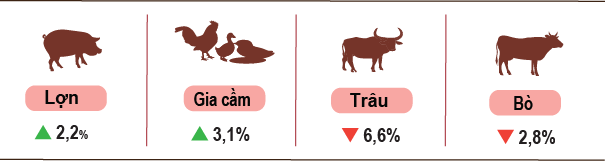 Lợn
2,2%
Gia cầm
3,1%
Trâu
6,6%
Bò
2,8%